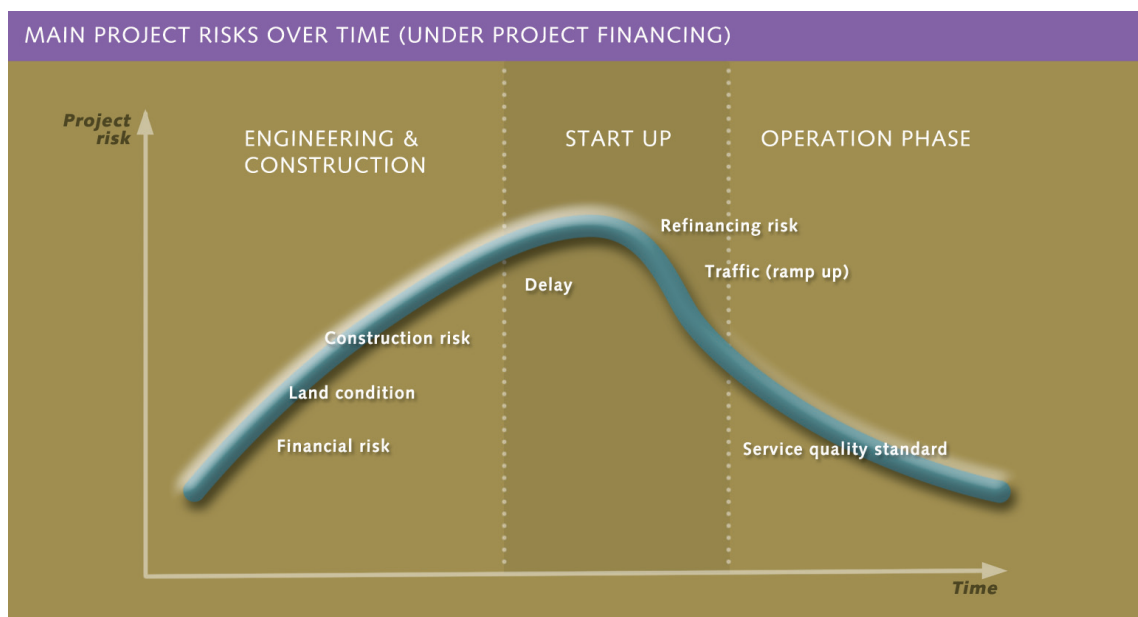 MAIN PROJECT RISKS OVER TIME (UNDER PROJECT FINANCING)
Project
risk
ENGINEERING &
CONSTRUCTION
START UP
OPERATION PHASE
Refinancing risk
Traffic (ramp up)
Delay
Construction risk
Land condition
Financial risk
Service quality standard
Time